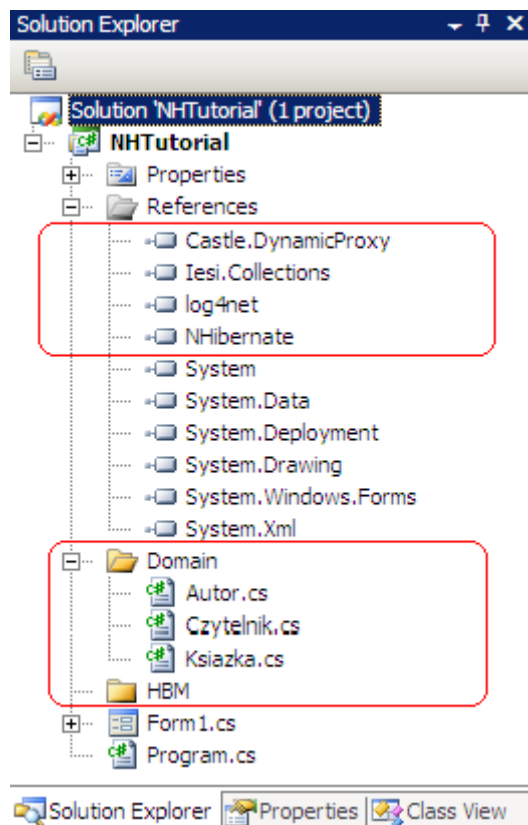 Solution Explorer
Solution 'NHTutorial' (1 project)
NHTutorial
Properties
References
Castle.DynamicProxy
Iesi.Collections
log4net
NHibernate
System
System.Data
System.Deployment
System.Drawing
System.Windows.Forms
System.Xml
Domain
Autor.cs
Czytelnik.cs
Ksiazka.cs
HBM
Form1.cs
Program.cs
Solution Explorer Properties Class View